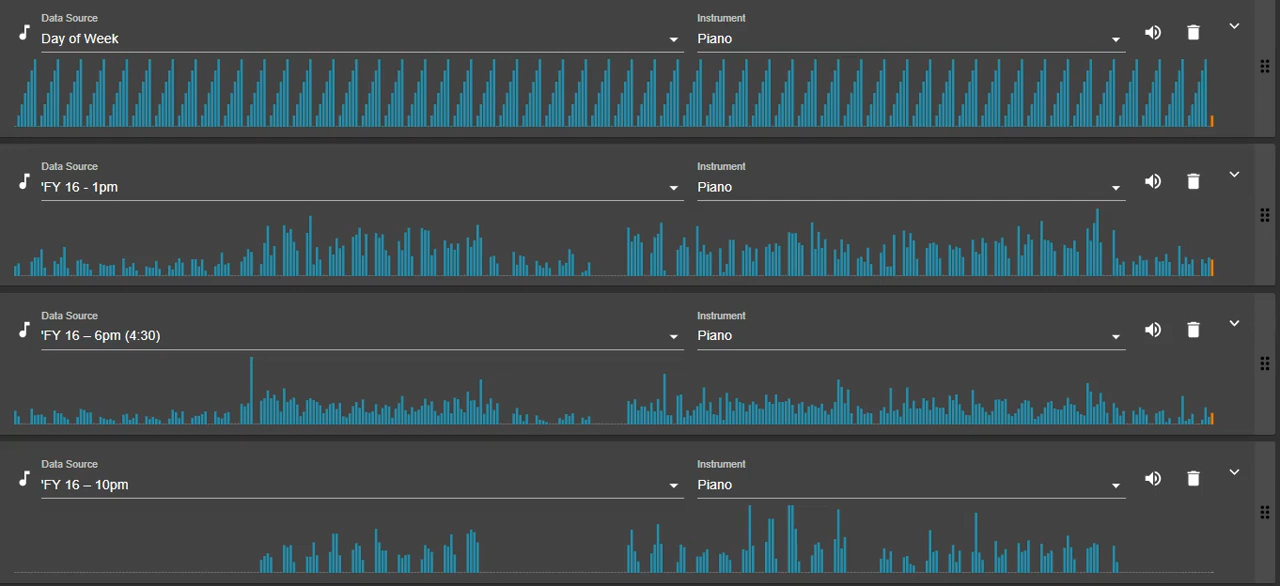 Data Source Instrument
Day of Week Piano
Data Source Instrument
'FY 16 - 1pm Piano
Data Source Instrument
'FY 16 – 6pm (4:30) Piano
Data Source Instrument
'FY 16 – 10pm Piano